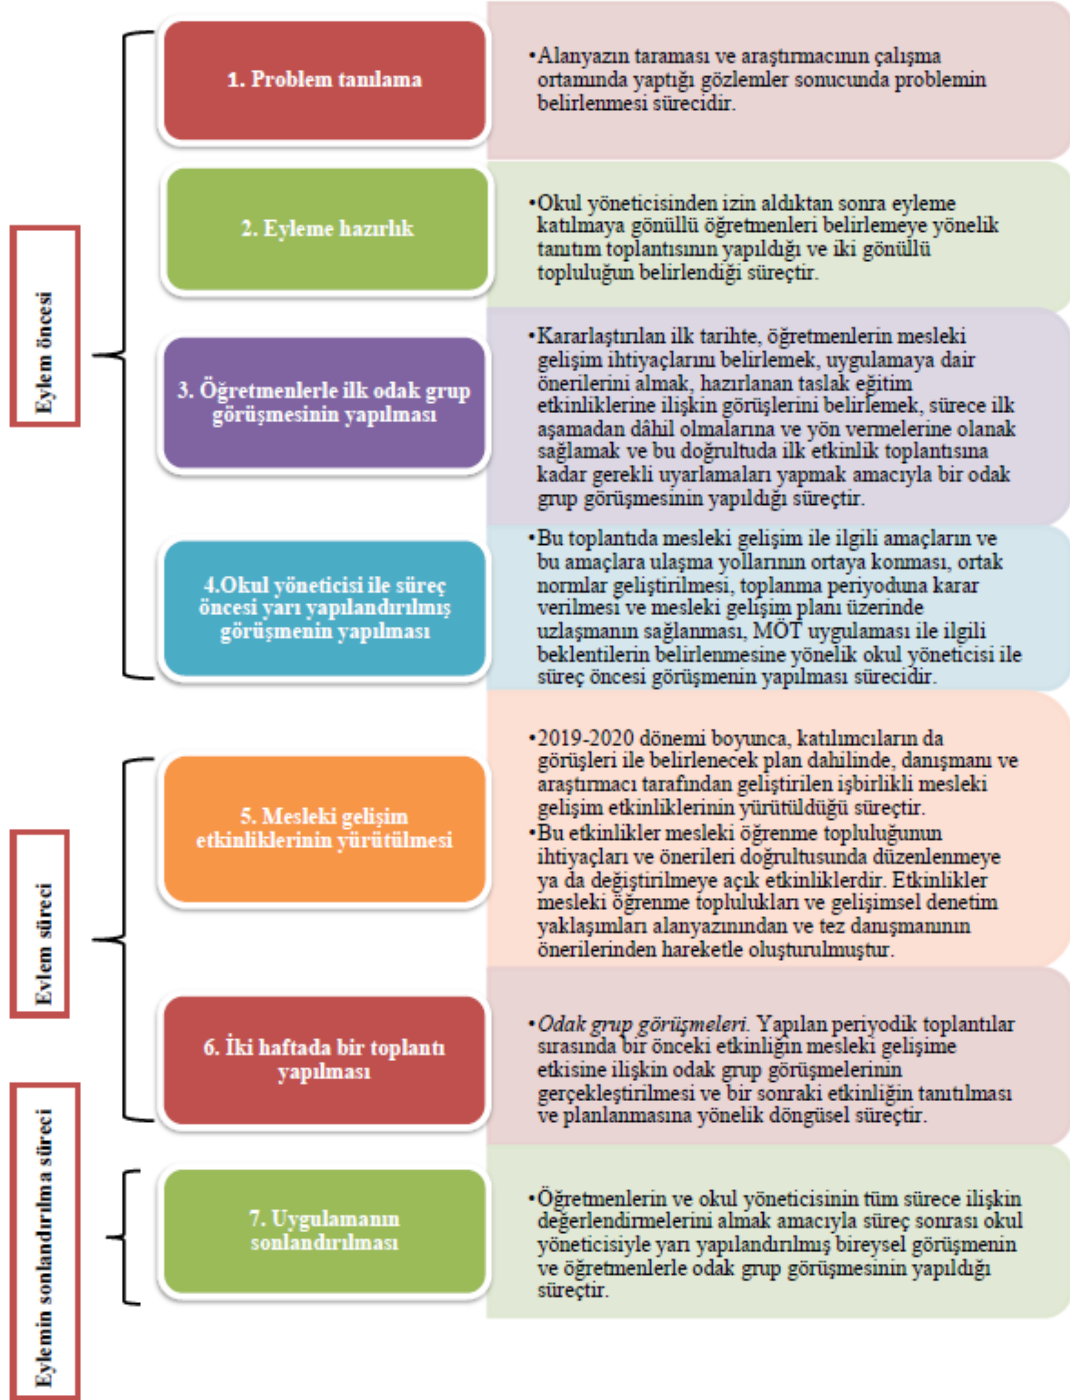 Eylem öncesi
1. Problem tanılama
•Alanyazın taraması ve araştırmacının çalışma
ortamında yaptığı gözlemler sonucunda problemin
belirlenmesi sürecidir.
2. Eyleme hazırlık
•Okul yöneticisinden izin aldıktan sonra eyleme
katılmaya gönüllü öğretmenleri belirlemeye yönelik
tanıtım toplantısının yapıldığı ve iki gönüllü
topluluğun belirlendiği süreçtir.
3. Öğretmenlerle ilk odak grup
görüşmesinin yapılması
•Kararlaştırılan ilk tarihte, öğretmenlerin mesleki
gelişim ihtiyaçlarını belirlemek, uygulamaya dair
önerilerini almak, hazırlanan taslak eğitim
etkinliklerine ilişkin görüşlerini belirlemek, sürece ilk
aşamadan dâhil olmalarına ve yön vermelerine olanak
sağlamak ve bu doğrultuda ilk etkinlik toplantısına
kadar gerekli uyarlamaları yapmak amacıyla bir odak
grup görüşmesinin yapıldığı süreçtir.
4.Okul yöneticisi ile süreç
öncesi yarı yapılandırılmış
görüşmenin yapılması
•Bu toplantıda mesleki gelişim ile ilgili amaçların ve
bu amaçlara ulaşma yollarının ortaya konması, ortak
normlar geliştirilmesi, toplanma periyoduna karar
verilmesi ve mesleki gelişim planı üzerinde
uzlaşmanın sağlanması, MÖT uygulaması ile ilgili
beklentilerin belirlenmesine yönelik okul yöneticisi ile
süreç öncesi görüşmenin yapılması sürecidir.
Eylem süreci
5. Mesleki gelişim
etkinliklerinin yürütülmesi
•2019-2020 dönemi boyunca, katılımcıların da
görüşleri ile belirlenecek plan dahilinde, danışmanı ve
araştırmacı tarafından geliştirilen işbirlikli mesleki
gelişim etkinliklerinin yürütüldüğü süreçtir.
•Bu etkinlikler mesleki öğrenme topluluğunun
ihtiyaçları ve önerileri doğrultusunda düzenlenmeye
ya da değiştirilmeye açık etkinliklerdir. Etkinlikler
mesleki öğrenme toplulukları ve gelişimsel denetim
yaklaşımları alanyazınından ve tez danışmanının
önerilerinden hareketle oluşturulmuştur.
6. İki haftada bir toplantı
yapılması
•Odak grup görüşmeleri. Yapılan periyodik toplantılar
sırasında bir önceki etkinliğin mesleki gelişime
etkisine ilişkin odak grup görüşmelerinin
gerçekleştirilmesi ve bir sonraki etkinliğin tanıtılması
ve planlanmasına yönelik döngüsel süreçtir.
Eylemin sonlandırılma süreci
7. Uygulamanın
sonlandırılması
•Öğretmenlerin ve okul yöneticisinin tüm sürece ilişkin
değerlendirmelerini almak amacıyla süreç sonrası okul
yöneticisiyle yarı yapılandırılmış bireysel görüşmenin
ve öğretmenlerle odak grup görüşmesinin yapıldığı
süreçtir.